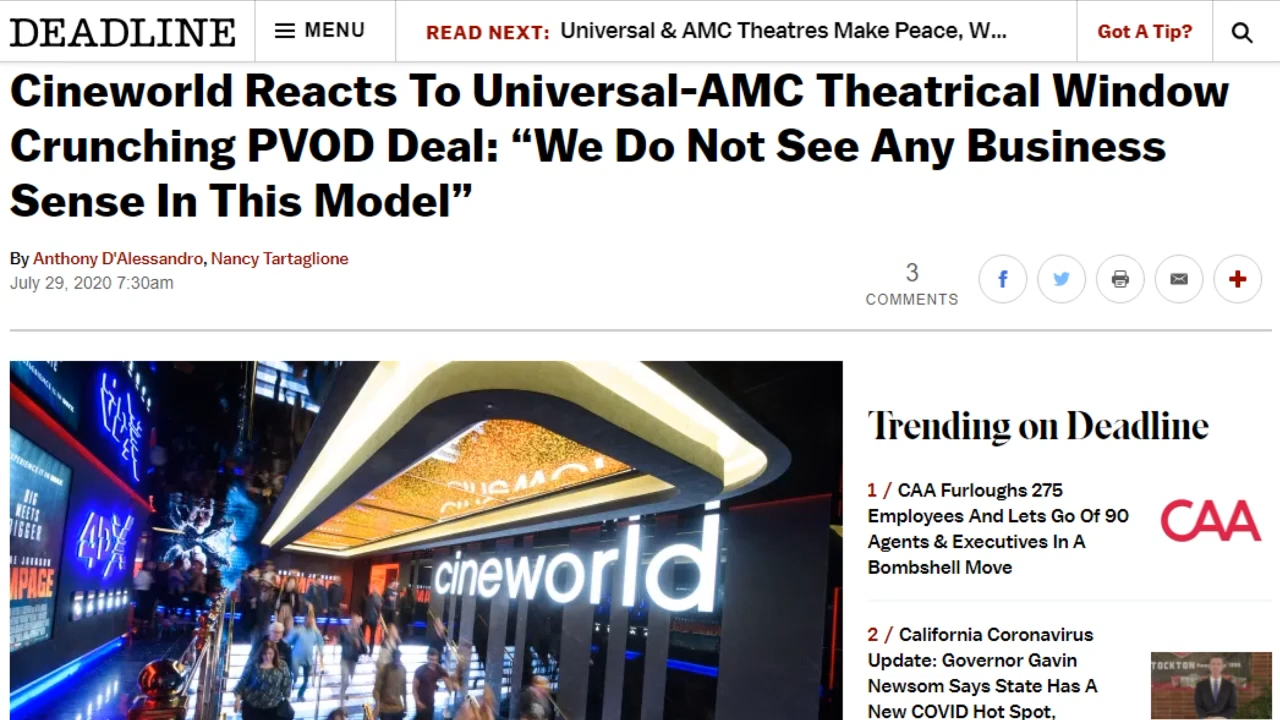 DEADLINE
MENU
READ NEXT: Universal & AMC Theatres Make Peace, W...
Got A Tip?
Cineworld Reacts To Universal-AMC Theatrical Window
Crunching PVOD Deal: “We Do Not See Any Business
Sense In This Model”
By Anthony D'Alessandro, Nancy Tartaglione
July 29, 2020 7:30am
3
COMMENTS
BIG
MEETS
4DX
cineworld
Trending on Deadline
1 / CAA Furloughs 275
Employees And Lets Go Of 90
Agents & Executives In A
Bombshell Move
CAA
2 / California Coronavirus
Update: Governor Gavin
Newsom Says State Has A
New COVID Hot Spot,
STOCKTON